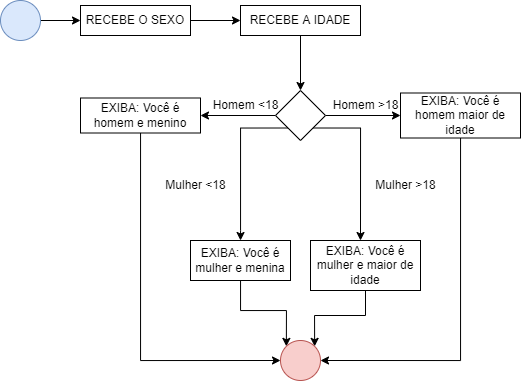 RECEBE O SEXO
RECEBE A IDADE
Homem <18
Homem >18
EXIBA: Você é
homem e menino
EXIBA: Você é
homem maior de
idade
Mulher <18
Mulher >18
EXIBA: Você é
mulher e menina
EXIBA: Você é
mulher e maior de
idade